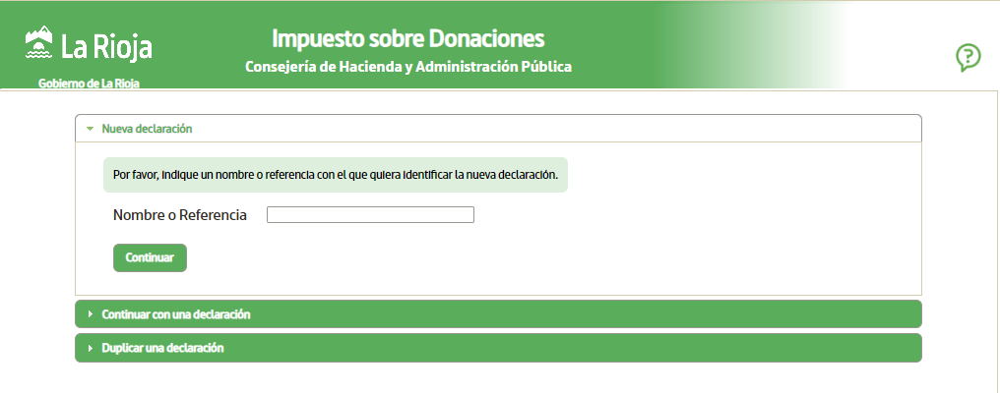 La Rioja
Gobierno de La Rioja
Impuesto sobre Donaciones
Consejería de Hacienda y Administración Pública
?
Nueva declaración
Por favor, indique un nombre o referencia con el que quiera identificar la nueva declaración.
Nombre o Referencia
Continuar
Continuar con una declaración
Duplicar una declaración